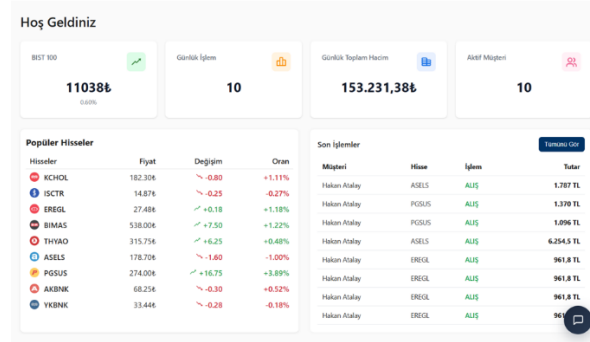 Hoş Geldiniz
BIST 100
11038₺
0.60%
Günlük İşlem
10
Günlük Toplam Hacim
153.231,38₺
Aktif Müşteri
10
Popüler Hisseler
Hisseler Fiyat Değişim Oran
KCHOL 182.30₺ -0.80 +1.11%
ISCTR 14.87₺ -0.25 -0.27%
EREGL 27.48₺ +0.18 +1.18%
BIMAS 538.00₺ +7.50 +1.22%
THYAO 315.75₺ +6.25 +0.48%
ASELS 178.70₺ -1.60 -1.00%
PGSUS 274.00₺ +16.75 +3.89%
AKBNK 68.25₺ -0.30 +0.52%
YKBNK 33.44₺ -0.28 -0.18%
Son İşlemler
Tümünü Gör
Müşteri Hisse İşlem Tutar
Hakan Atalay ASELS ALIŞ 1.787 TL
Hakan Atalay PGSUS ALIŞ 1.370 TL
Hakan Atalay PGSUS ALIŞ 1.096 TL
Hakan Atalay ASELS ALIŞ 6.254,5 TL
Hakan Atalay EREGL ALIŞ 961,8 TL
Hakan Atalay EREGL ALIŞ 961,8 TL
Hakan Atalay EREGL ALIŞ 961,8 TL
Hakan Atalay EREGL ALIŞ